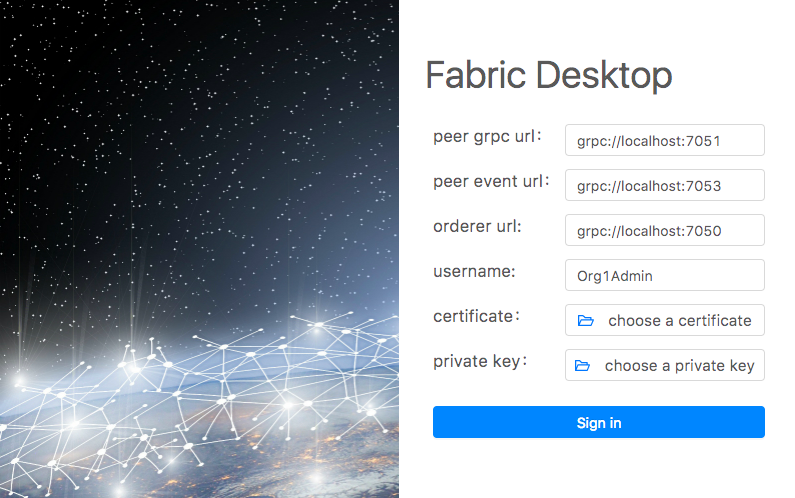 Fabric Desktop
peer grpc url: grpc://localhost:7051
peer event url: grpc://localhost:7053
orderer url: grpc://localhost:7050
username: Org1Admin
certificate: choose a certificate
private key: choose a private key
Sign in